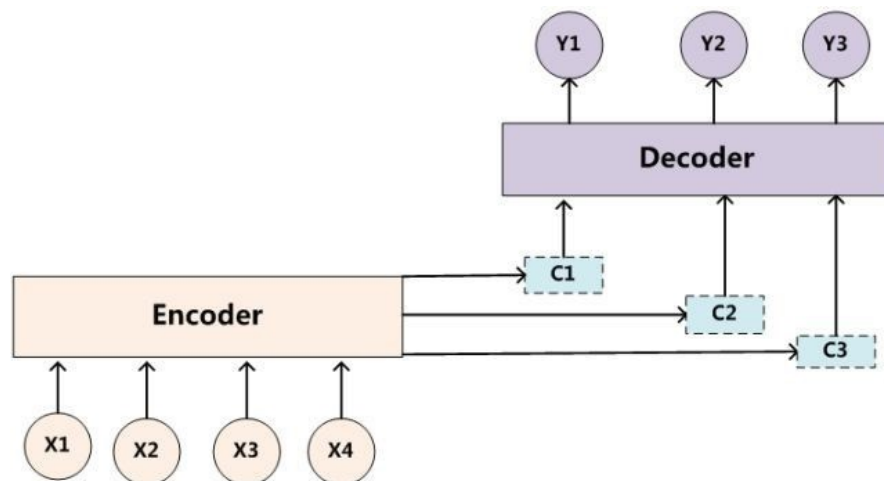 Y1 Y2 Y3
Decoder
C1
Encoder
C2
C3
X1 X2 X3 X4